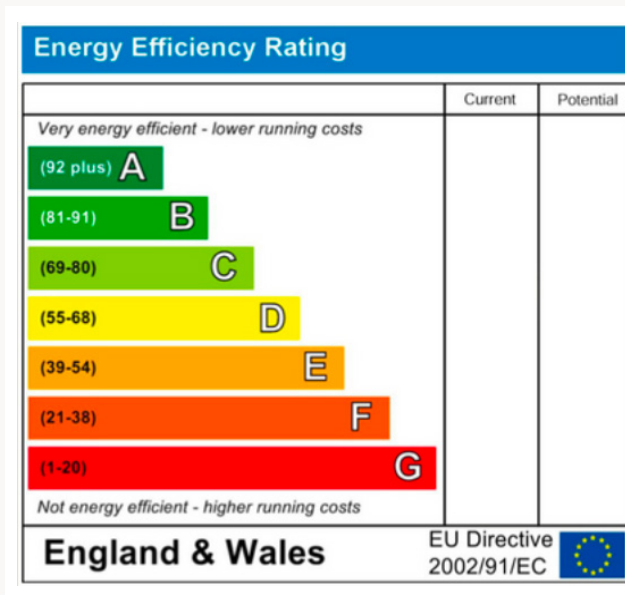 Energy Efficiency Rating
Current Potential
Very energy efficient - lower running costs
(92 plus) A
(81-91) B
(69-80) C
(55-68) D
(39-54) E
(21-38) F
(1-20) G
Not energy efficient - higher running costs
England & Wales
EU Directive
2002/91/EC